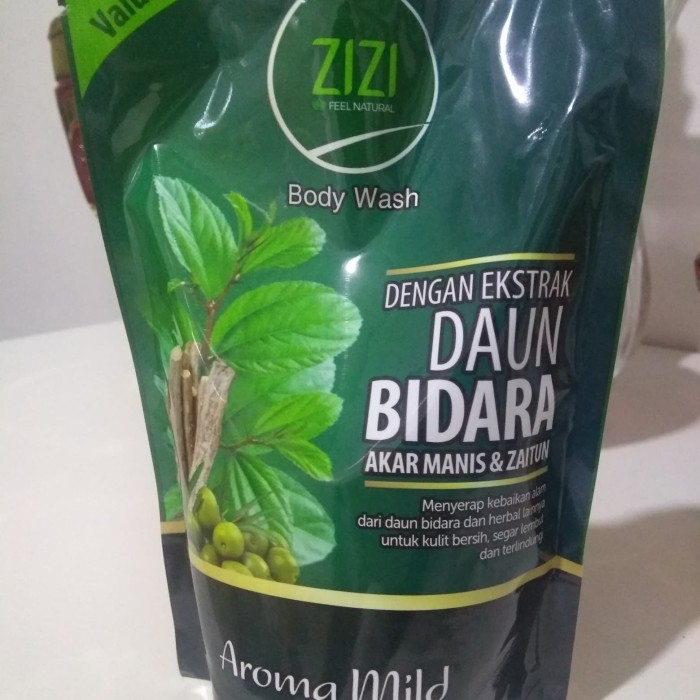 ZIZI
FEEL NATURAL
Body Wash
DENGAN EKSTRAK
DAUN
BIDARA
AKAR MANIS & ZAITUN
Menyerap kebaikan alam
dari daun bidara dan herbal lainnya
untuk kulit bersih, segar lembut
dan terlindung
Aroma Mild